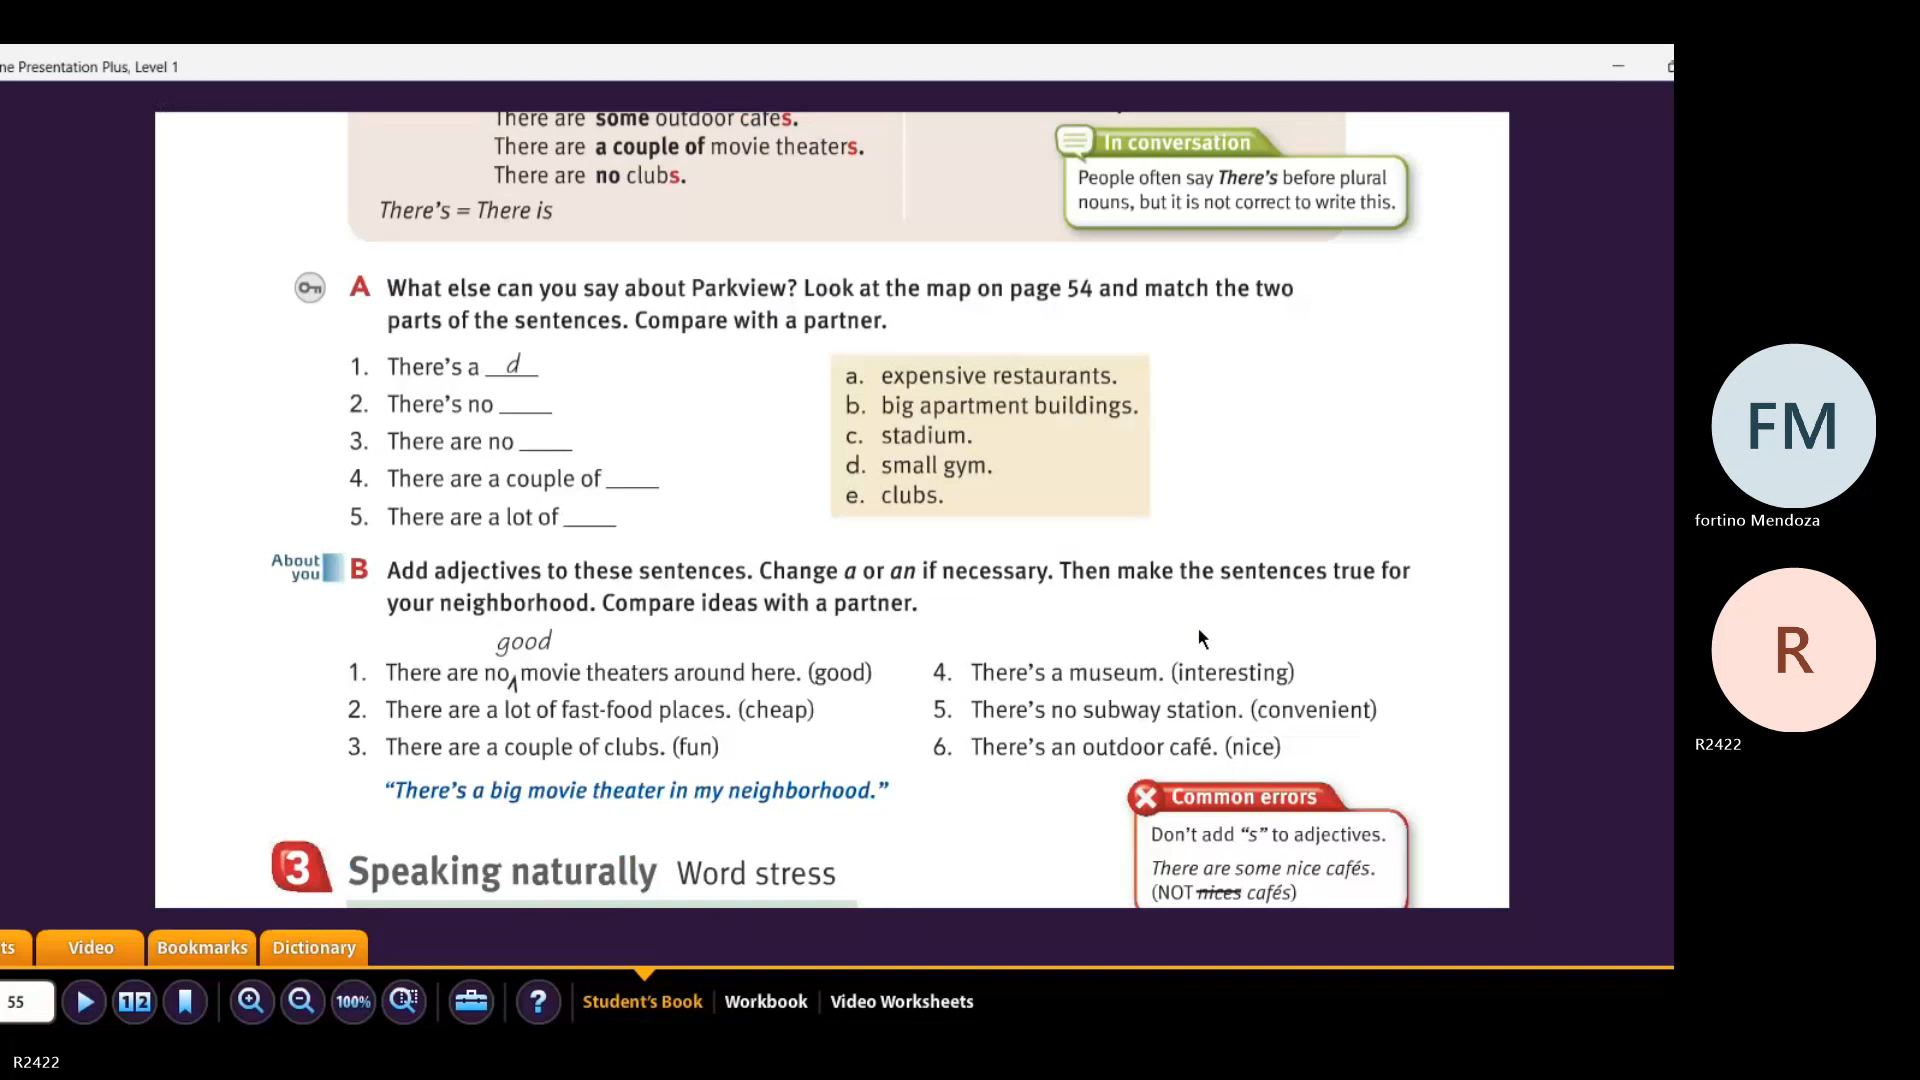 ne Presentation Plus, Level 1
There are some outdoor cafés.
There are a couple of movie theaters.
There are no clubs.
There's = There is
In conversation
People often say There's before plural
nouns, but it is not correct to write this.
A What else can you say about Parkview? Look at the map on page 54 and match the two
parts of the sentences. Compare with a partner.
1. There's a __d__
2. There's no ____
3. There are no ____
4. There are a couple of ____
5. There are a lot of ____
a. expensive restaurants.
b. big apartment buildings.
c. stadium.
d. small gym.
e. clubs.
About
you
B Add adjectives to these sentences. Change a or an if necessary. Then make the sentences true for
your neighborhood. Compare ideas with a partner.
good
1. There are no movie theaters around here. (good)
2. There are a lot of fast-food places. (cheap)
3. There are a couple of clubs. (fun)
"There's a big movie theater in my neighborhood."
4. There's a museum. (interesting)
5. There's no subway station. (convenient)
6. There's an outdoor café. (nice)
Common errors
Don't add "s" to adjectives.
There are some nice cafés.
(NOT nices cafés)
3 Speaking naturally Word stress
FM
fortino Mendoza
R
R2422
ts Video Bookmarks Dictionary
55 12 100% ? Student's Book Workbook Video Worksheets
R2422